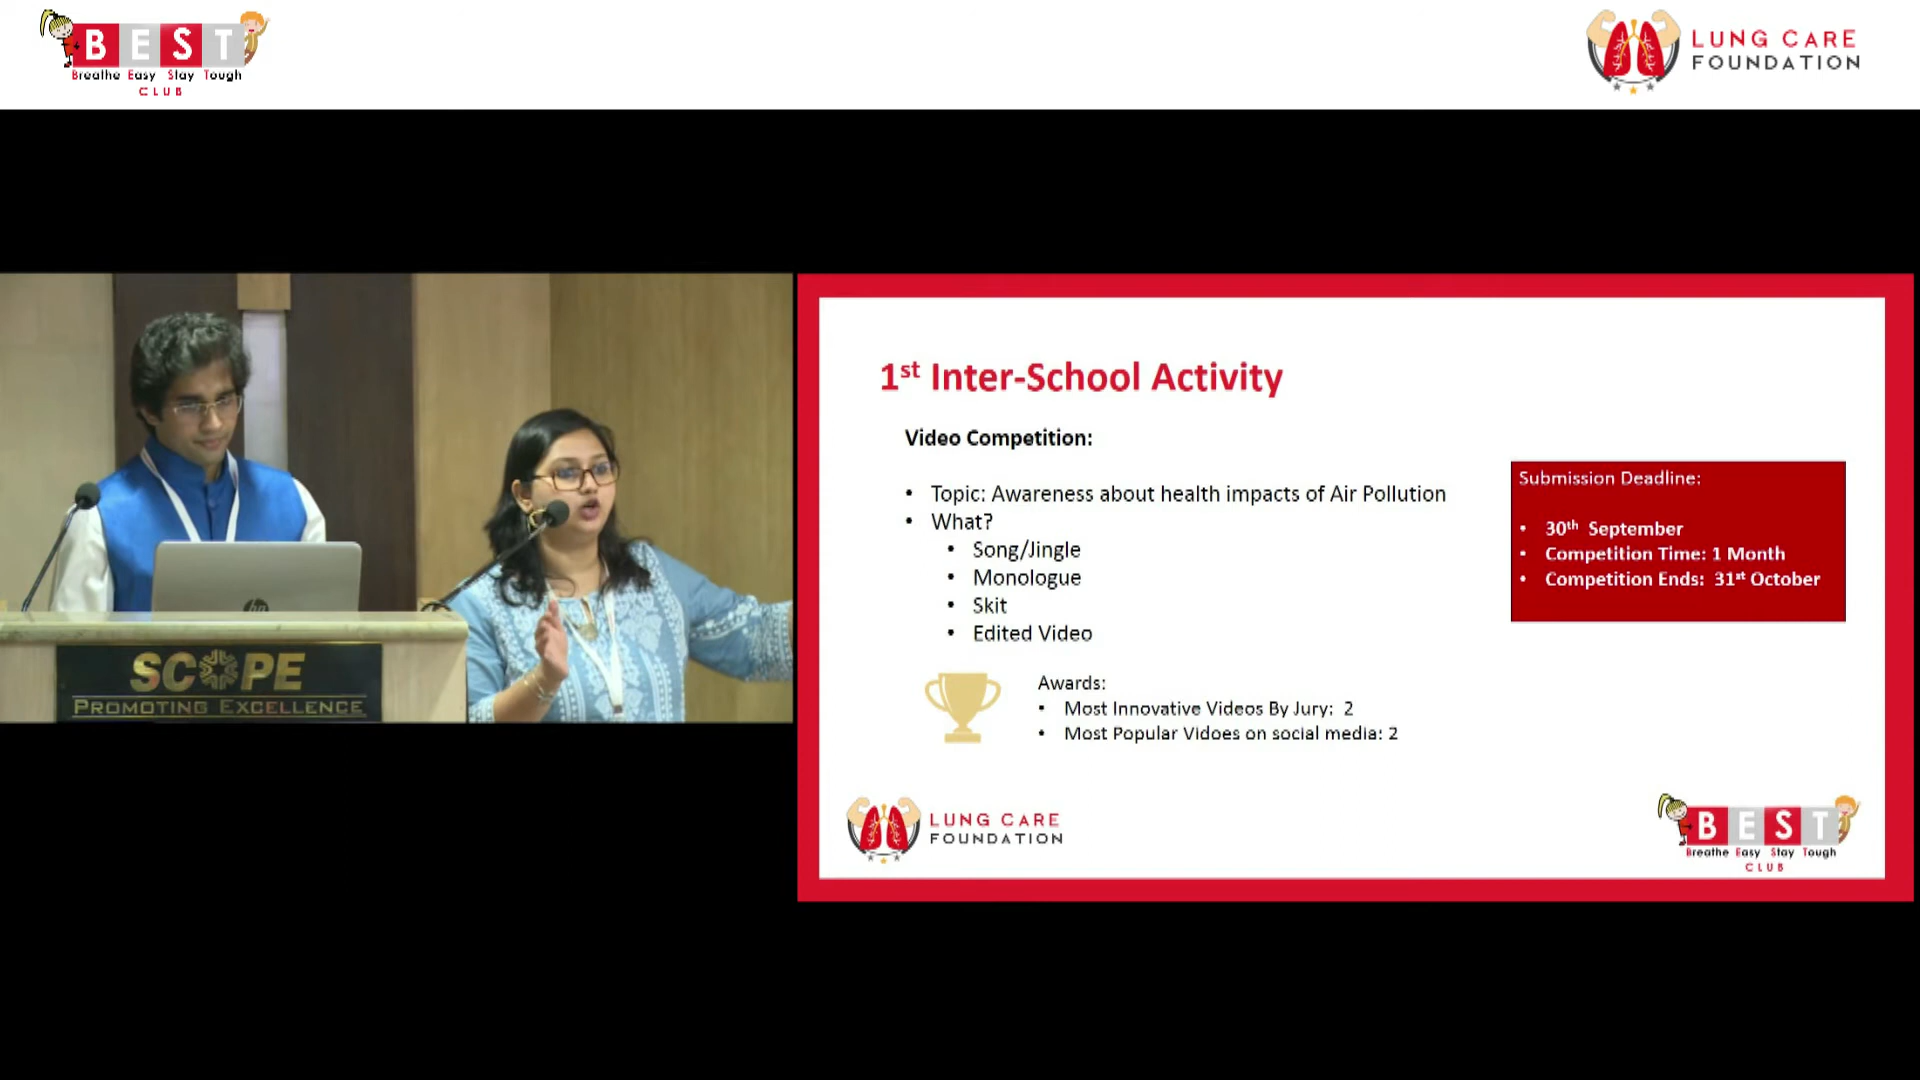 BEST
Breathe Easy Stay Tough
CLUB
LUNG CARE
FOUNDATION
hp
SCOPE
PROMOTING EXCELLENCE
1st Inter-School Activity
Video Competition:
• Topic: Awareness about health impacts of Air Pollution
• What?
• Song/Jingle
• Monologue
• Skit
• Edited Video
Awards:
• Most Innovative Videos By Jury: 2
• Most Popular Vidoes on social media: 2
Submission Deadline:
• 30th September
• Competition Time: 1 Month
• Competition Ends: 31st October
LUNG CARE
FOUNDATION
BEST
Breathe Easy Stay Tough
CLUB